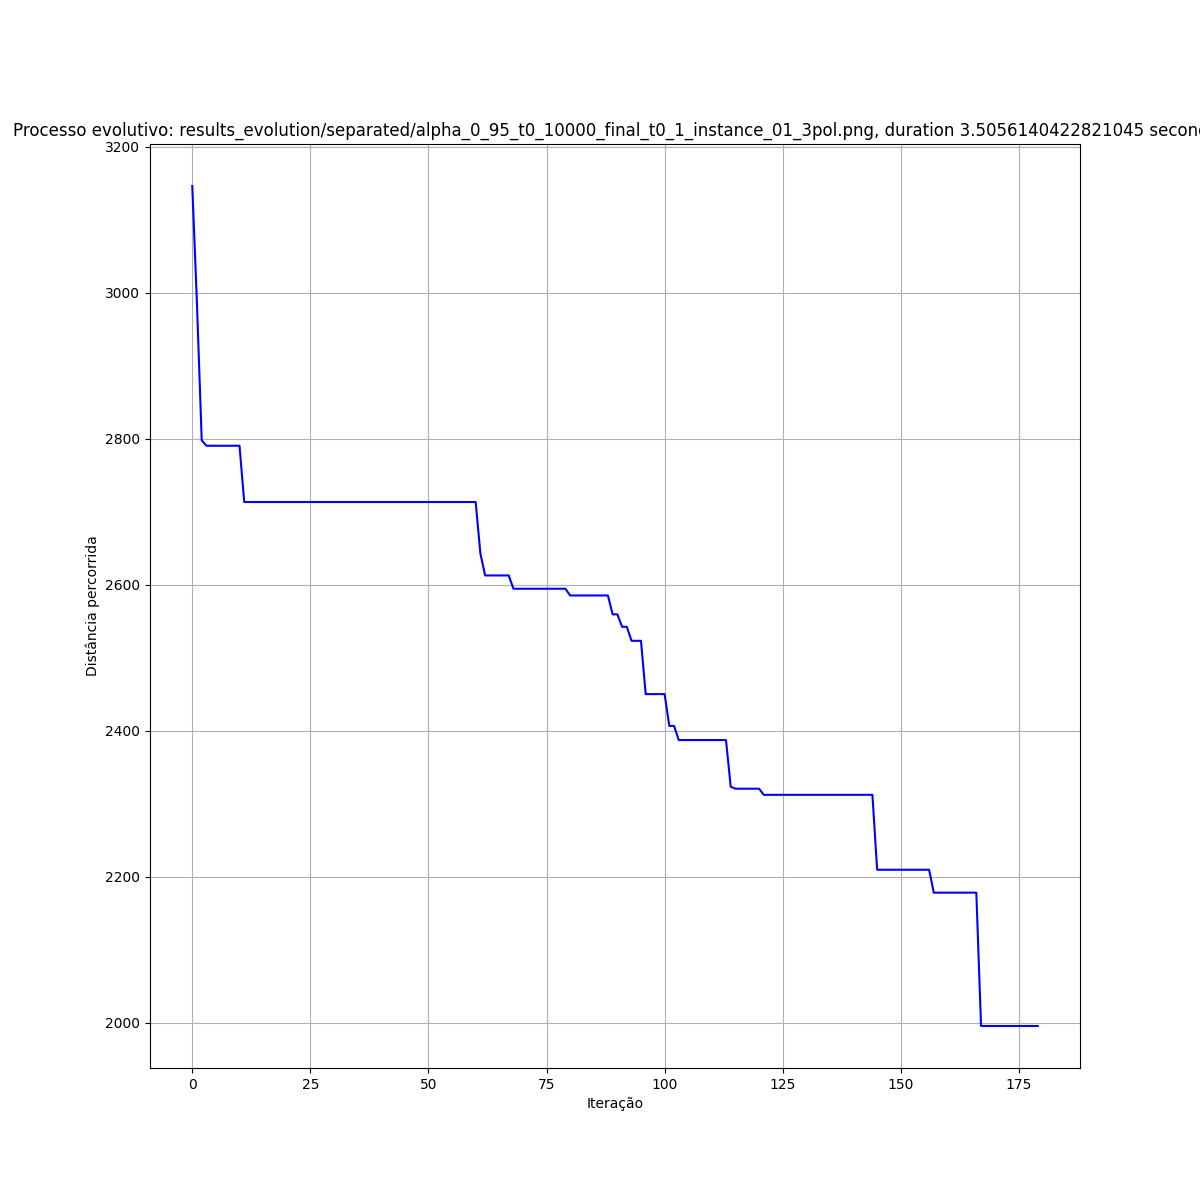 Processo evolutivo: results_evolution/separated/alpha_0_95_t0_10000_final_t0_1_instance_01_3pol.png, duration 3.5056140422821045
3200
3000
2800
2600
2400
2200
2000
Distância percorrida
0 25 50 75 100 125 150 175
Iteração